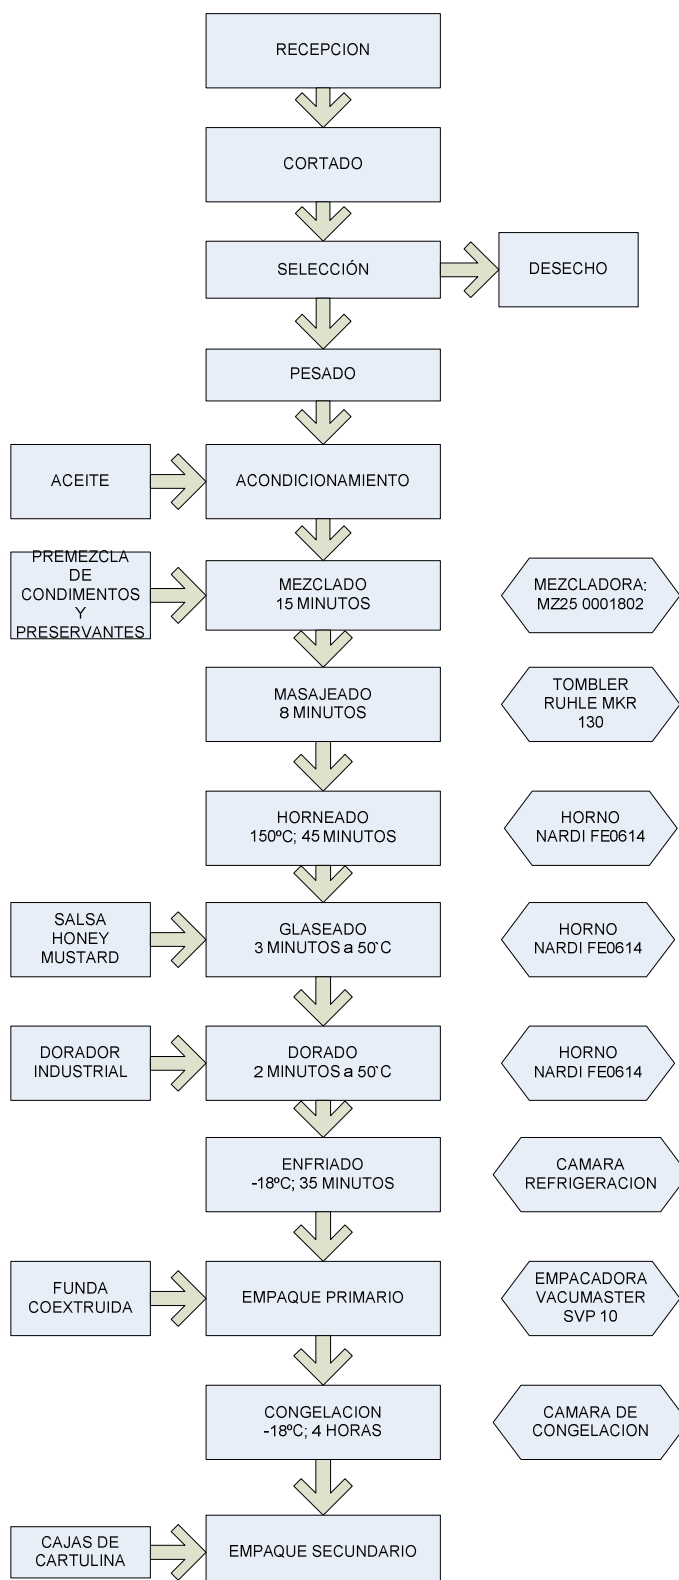 RECEPCION
CORTADO
SELECCIÓN
DESECHO
PESADO
ACEITE
ACONDICIONAMIENTO
PREMEZCLA
DE
CONDIMENTOS
Y
PRESERVANTES
MEZCLADO
15 MINUTOS
MEZCLADORA:
MZ25 0001802
MASAJEADO
8 MINUTOS
TOMBLER
RUHLE MKR
130
HORNEADO
150ºC; 45 MINUTOS
HORNO
NARDI FE0614
SALSA
HONEY
MUSTARD
GLASEADO
3 MINUTOS a 50`C
HORNO
NARDI FE0614
DORADOR
INDUSTRIAL
DORADO
2 MINUTOS a 50`C
HORNO
NARDI FE0614
ENFRIADO
-18ºC; 35 MINUTOS
CAMARA
REFRIGERACION
FUNDA
COEXTRUIDA
EMPAQUE PRIMARIO
EMPACADORA
VACUMASTER
SVP 10
CONGELACION
-18ºC; 4 HORAS
CAMARA DE
CONGELACION
CAJAS DE
CARTULINA
EMPAQUE SECUNDARIO